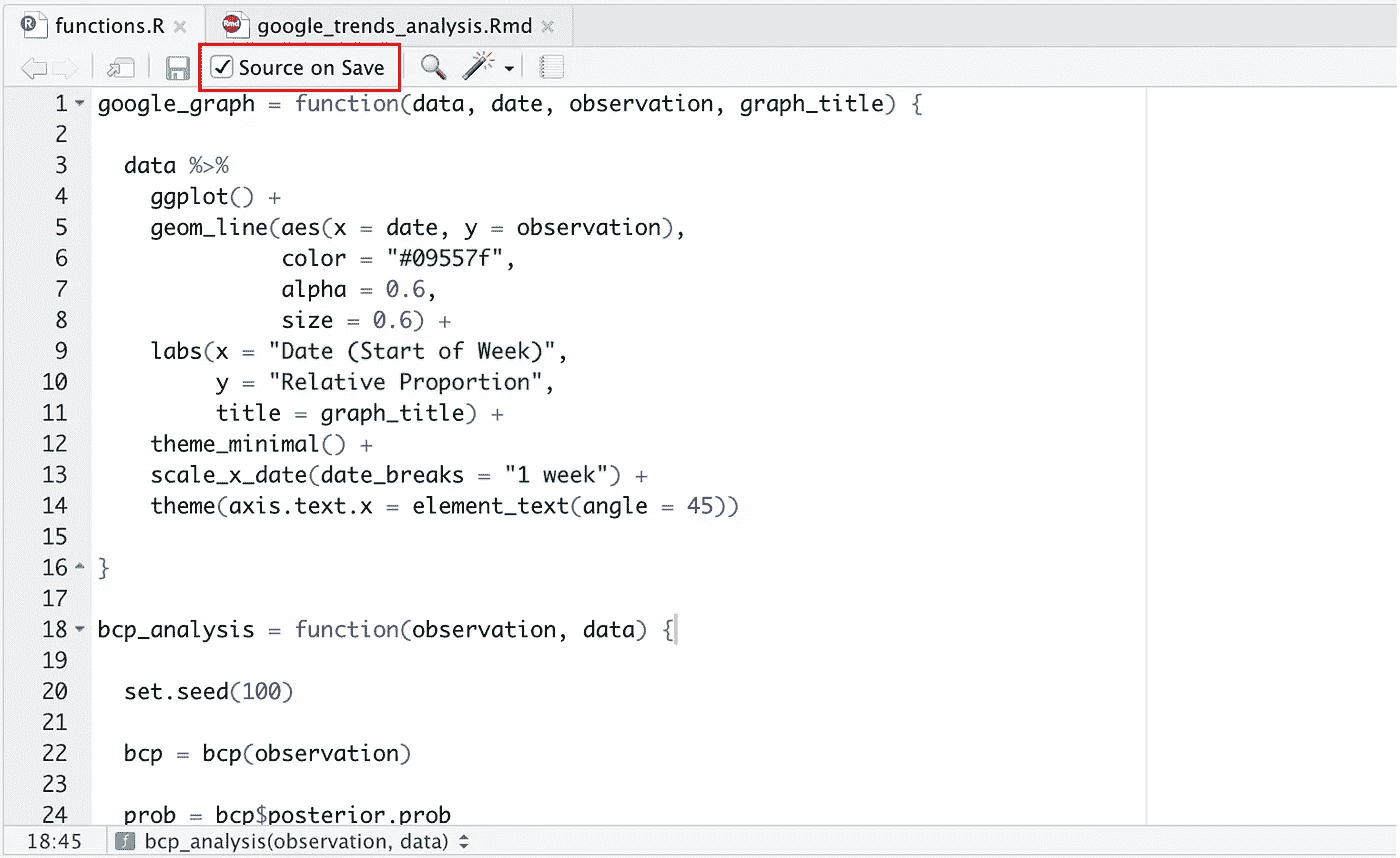 functions.R × google_trends_analysis.Rmd ×
Source on Save
1 google_graph = function(data, date, observation, graph_title) {
2
3   data %>%
4     ggplot() +
5     geom_line(aes(x = date, y = observation),
6               color = "#09557f",
7               alpha = 0.6,
8               size = 0.6) +
9     labs(x = "Date (Start of Week)",
10          y = "Relative Proportion",
11          title = graph_title) +
12     theme_minimal() +
13     scale_x_date(date_breaks = "1 week") +
14     theme(axis.text.x = element_text(angle = 45))
15
16 }
17
18 bcp_analysis = function(observation, data) {
19
20   set.seed(100)
21
22   bcp = bcp(observation)
23
24   prob = bcp$posterior.prob
18:45 f bcp_analysis(observation, data)